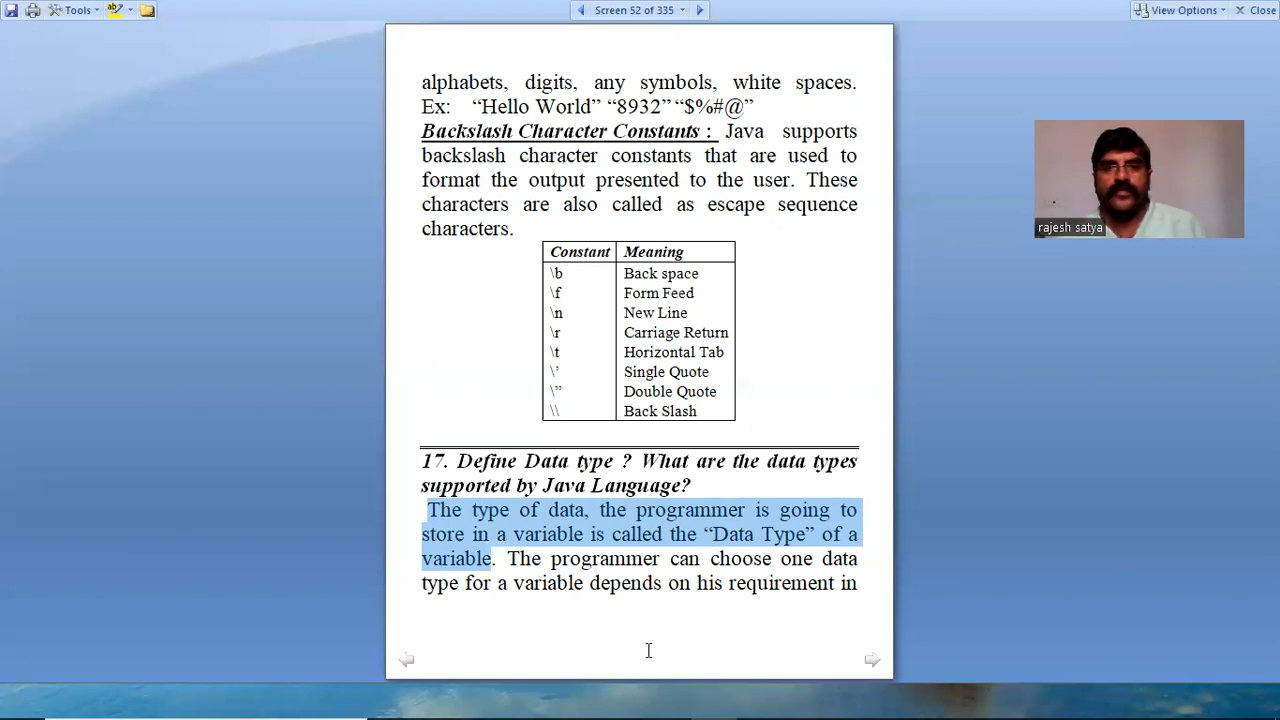 Tools
Screen 52 of 335
View Options
Close
alphabets, digits, any symbols, white spaces.
Ex: “Hello World” “8932” “$%#@”
Backslash Character Constants : Java supports
backslash character constants that are used to
format the output presented to the user. These
characters are also called as escape sequence
characters.
Constant Meaning
\b Back space
\f Form Feed
\n New Line
\r Carriage Return
\t Horizontal Tab
\’ Single Quote
\” Double Quote
\\ Back Slash
17. Define Data type ? What are the data types
supported by Java Language?
The type of data, the programmer is going to
store in a variable is called the “Data Type” of a
variable. The programmer can choose one data
type for a variable depends on his requirement in
rajesh satya